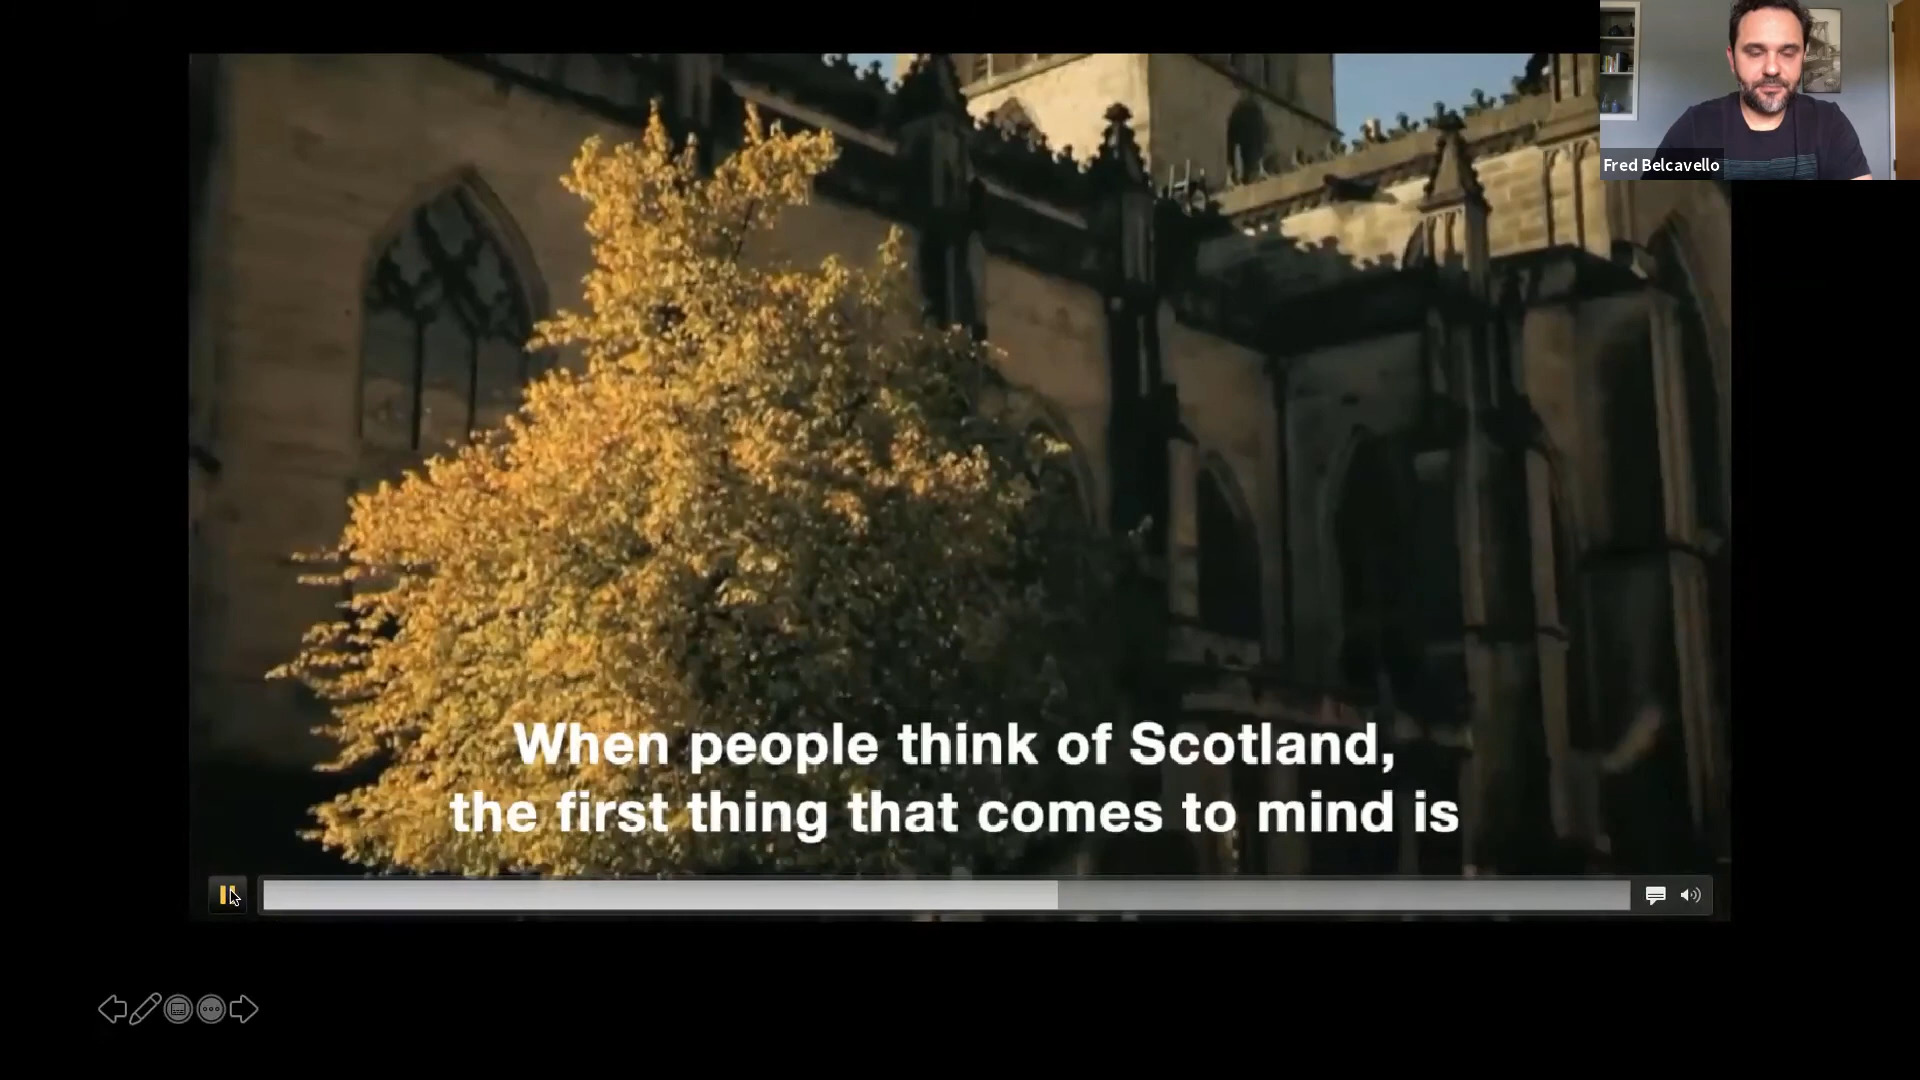 Fred Belcavello
When people think of Scotland,
the first thing that comes to mind is